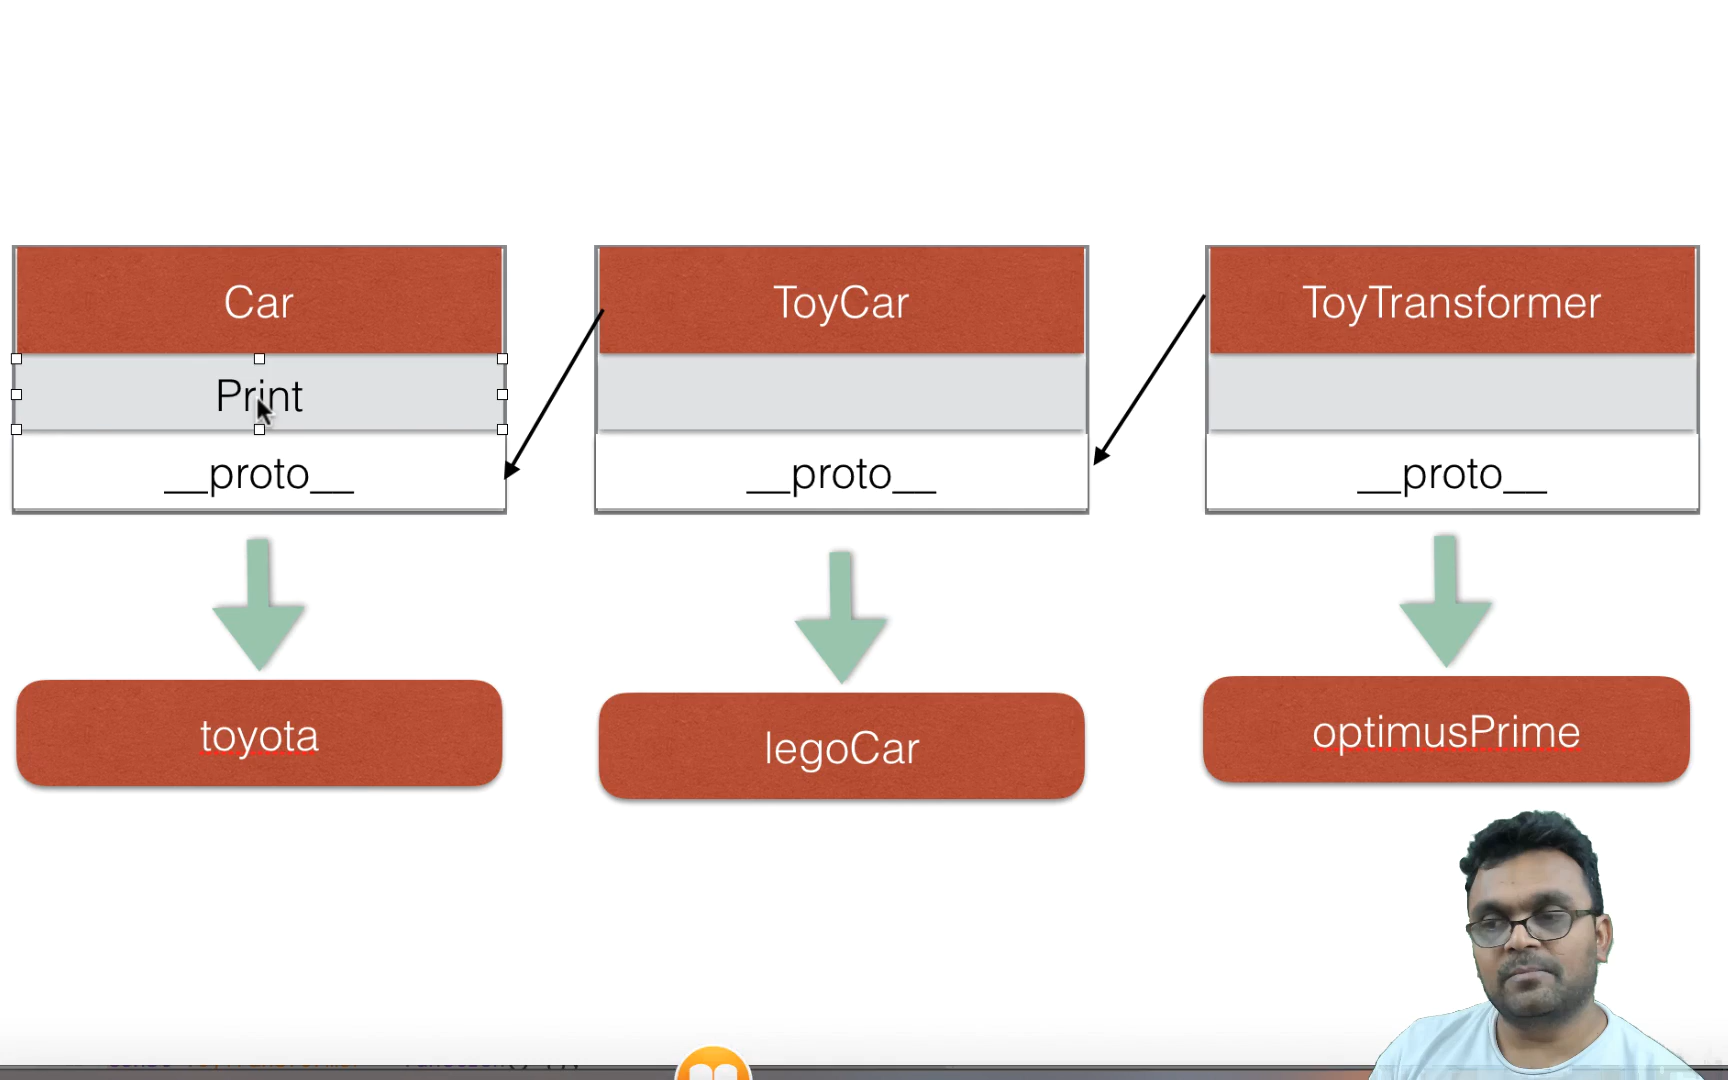 Car
ToyCar
ToyTransformer
Print
__proto__
__proto__
__proto__
toyota
legoCar
optimusPrime